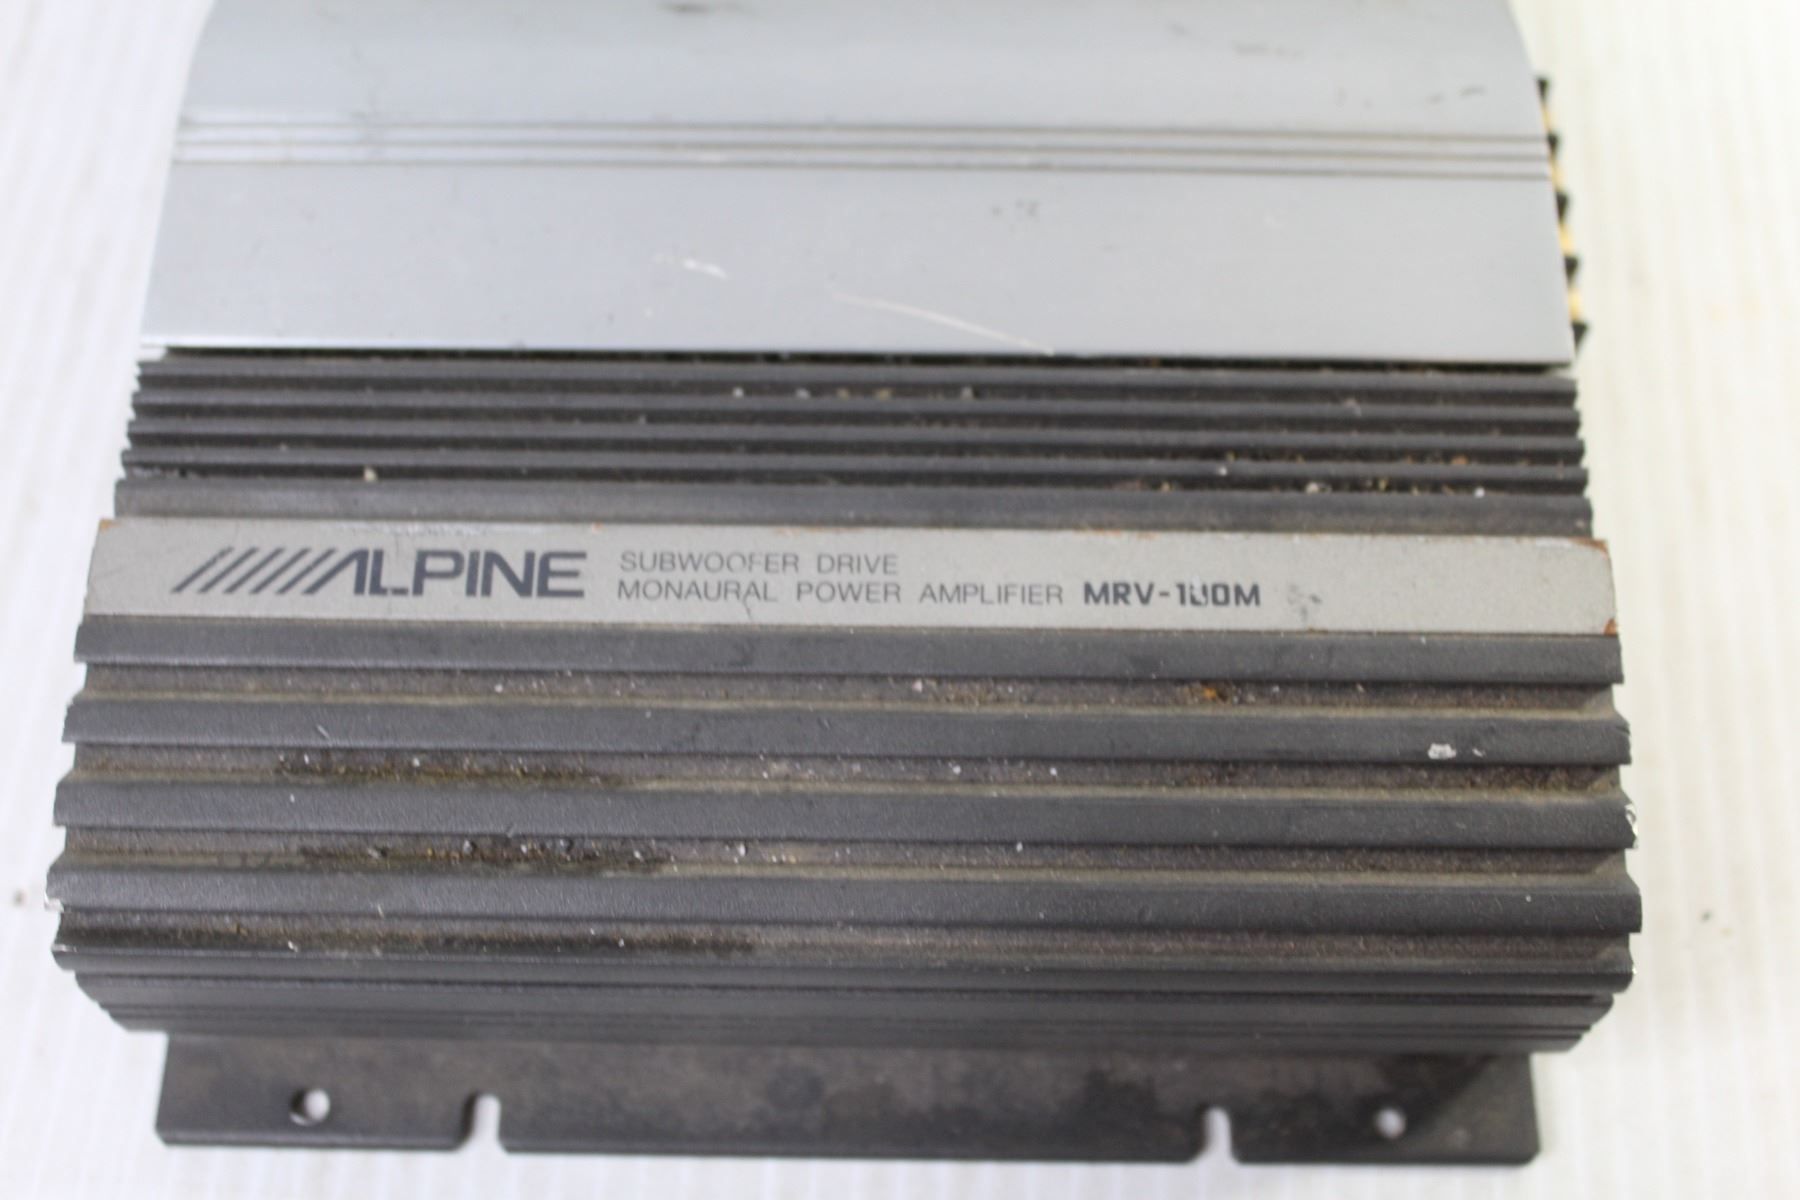 ALPINE
SUBWOOFER DRIVE
MONAURAL POWER AMPLIFIER MRV-100M